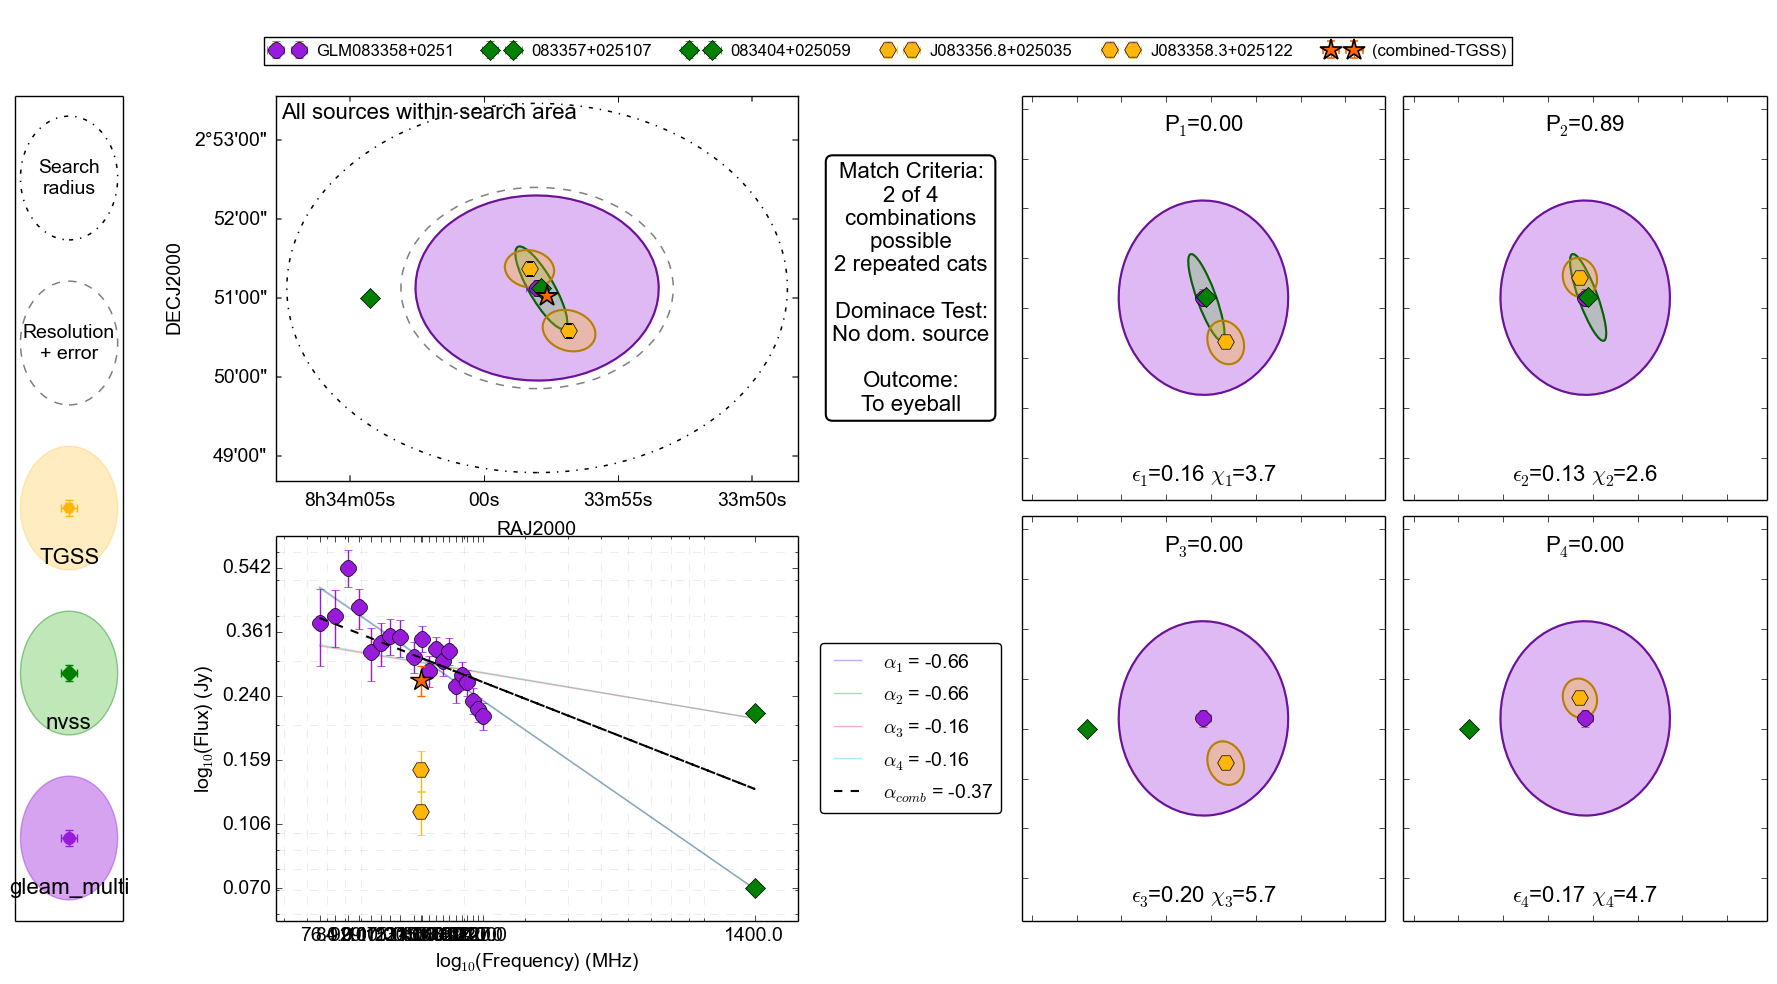 GLM083358+0251 083357+025107 083404+025059 J083356.8+025035 J083358.3+025122 (combined-TGSS)
Search
radius
Resolution
+ error
TGSS
nvss
gleam_multi
All sources within search area
2°53'00"
52'00"
51'00"
50'00"
49'00"
DECJ2000
8h34m05s 00s 33m55s 33m50s
RAJ2000
Match Criteria:
2 of 4
combinations
possible
2 repeated cats
Dominace Test:
No dom. source
Outcome:
To eyeball
P1=0.00
ϵ1=0.16 χ1=3.7
P2=0.89
ϵ2=0.13 χ2=2.6
P3=0.00
ϵ3=0.20 χ3=5.7
P4=0.00
ϵ4=0.17 χ4=4.7
0.542
0.361
0.240
0.159
0.106
0.070
log10(Flux) (Jy)
1400.0
log10(Frequency) (MHz)
α1 = -0.66
α2 = -0.66
α3 = -0.16
α4 = -0.16
αcomb = -0.37